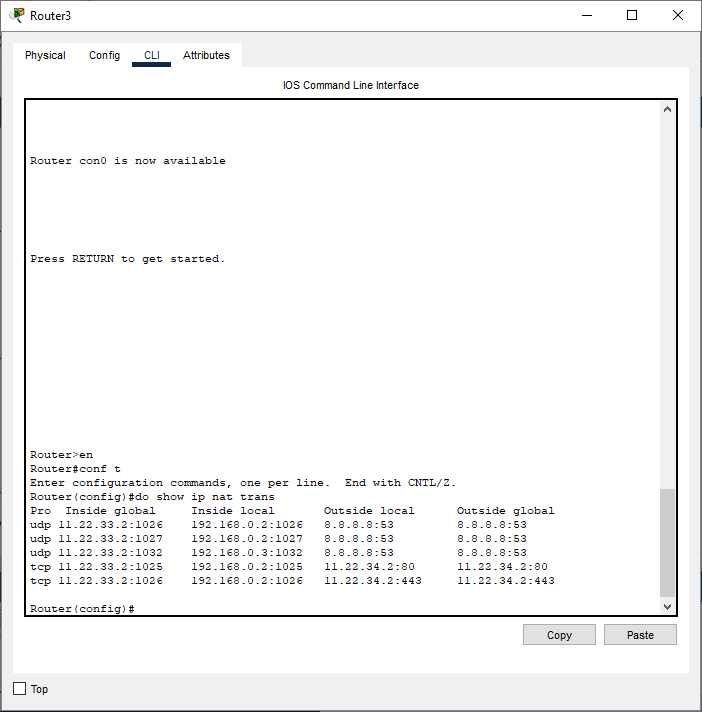 Router3
Physical Config CLI Attributes
IOS Command Line Interface
Router con0 is now available
Press RETURN to get started.
Router>en
Router#conf t
Enter configuration commands, one per line.  End with CNTL/Z.
Router(config)#do show ip nat trans
Pro  Inside global     Inside local       Outside local      Outside global
udp 11.22.33.2:1026    192.168.0.2:1026   8.8.8.8:53         8.8.8.8:53
udp 11.22.33.2:1027    192.168.0.2:1027   8.8.8.8:53         8.8.8.8:53
udp 11.22.33.2:1032    192.168.0.3:1032   8.8.8.8:53         8.8.8.8:53
tcp 11.22.33.2:1025    192.168.0.2:1025   11.22.34.2:80      11.22.34.2:80
tcp 11.22.33.2:1026    192.168.0.2:1026   11.22.34.2:443     11.22.34.2:443
Router(config)#
Copy Paste
Top